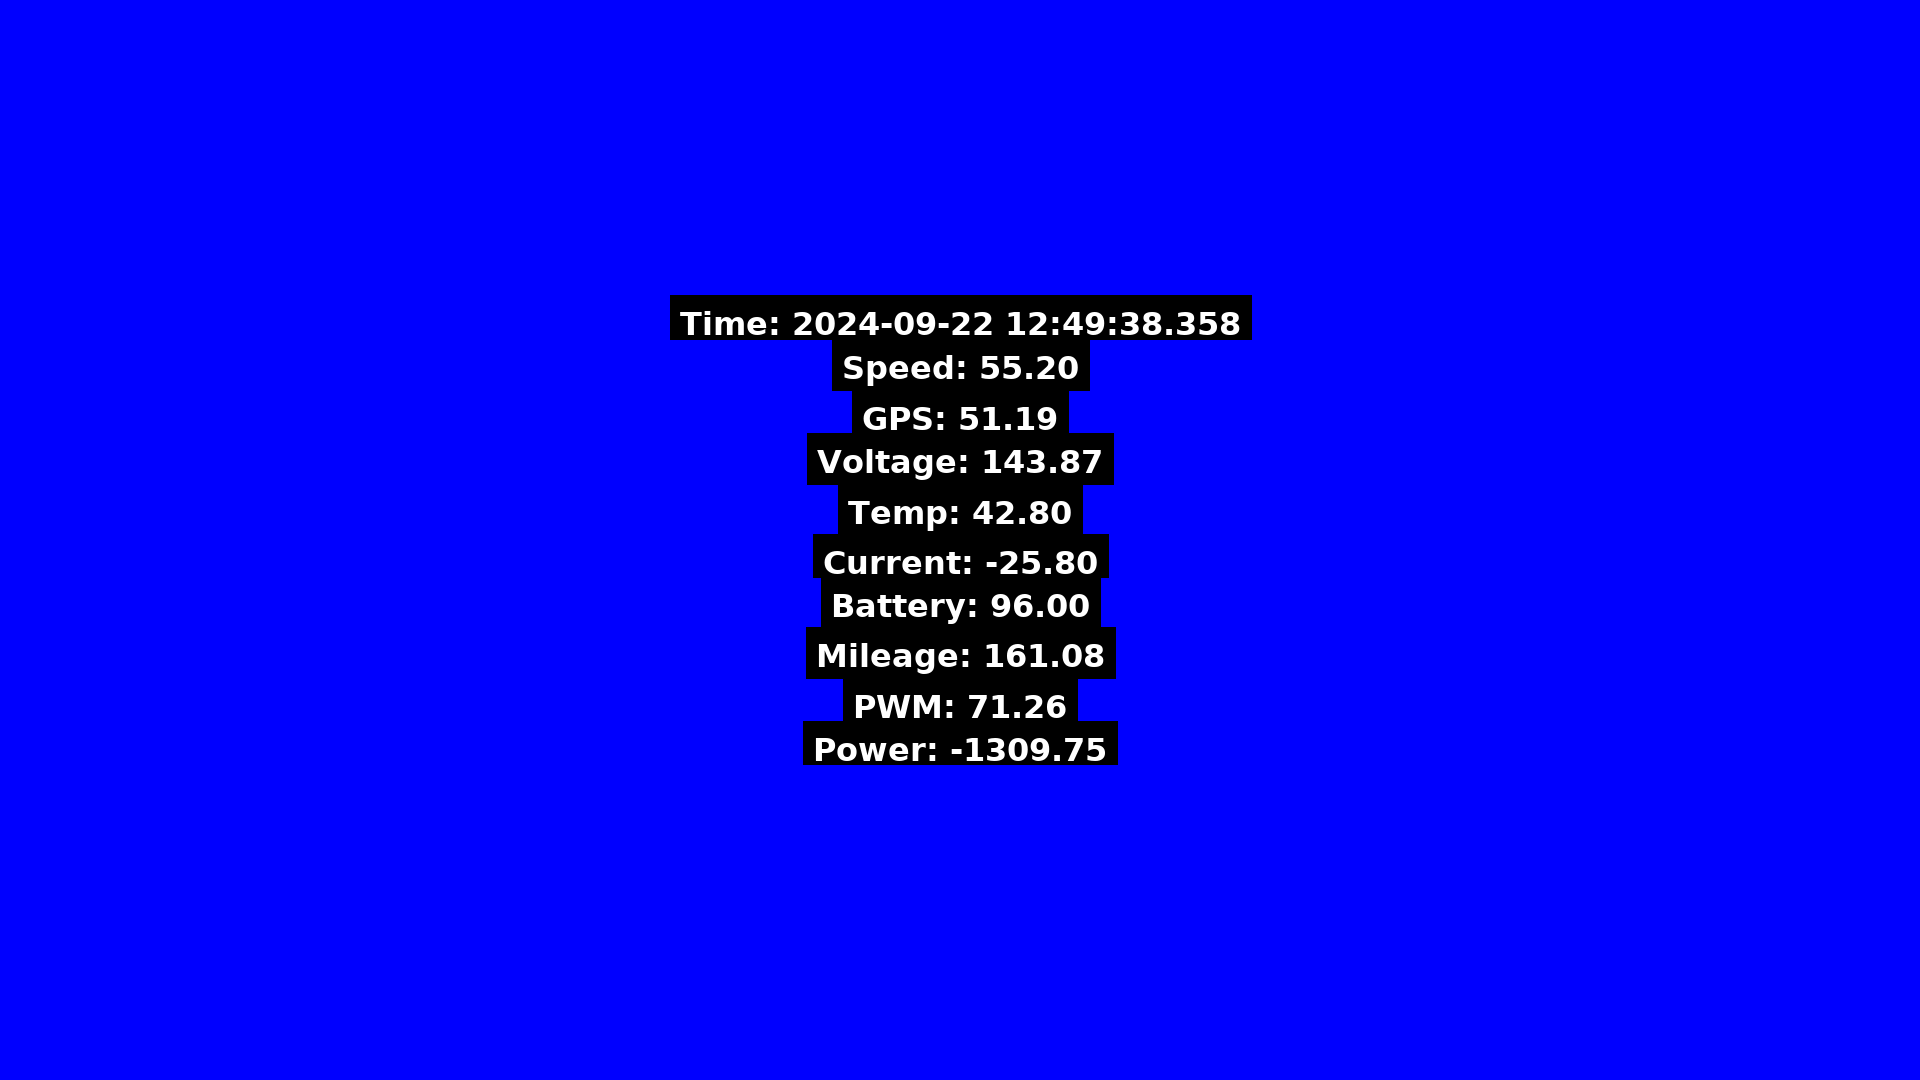 Time: 2024-09-22 12:49:38.358
Speed: 55.20
GPS: 51.19
Voltage: 143.87
Temp: 42.80
Current: -25.80
Battery: 96.00
Mileage: 161.08
PWM: 71.26
Power: -1309.75